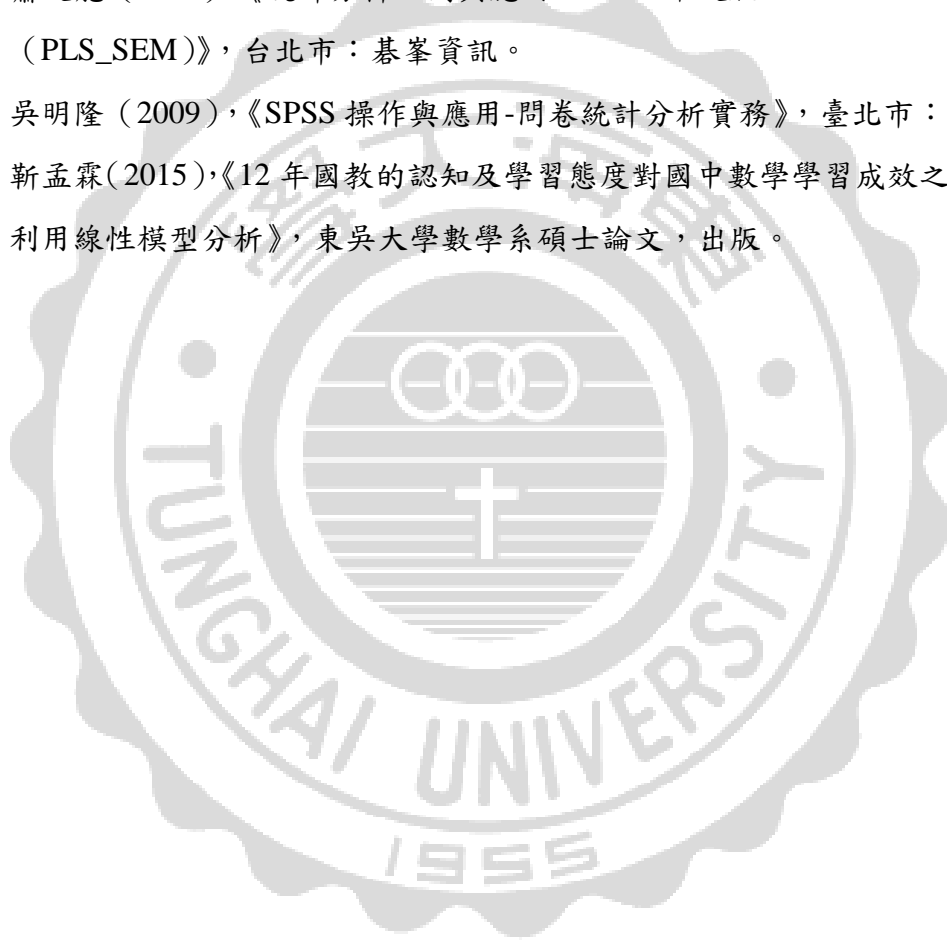 （PLS_SEM）》，台北市：碁峯資訊。
吳明隆（2009），《SPSS 操作與應用-問卷統計分析實務》，臺北市：
靳孟霖（2015），《12 年國教的認知及學習態度對國中數學學習成效之
利用線性模型分析》，東吳大學數學系碩士論文，出版。
TUNGHAI UNIVERSITY
1955